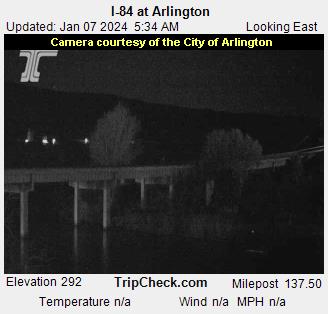 I-84 at Arlington
Updated: Jan 07 2024 5:34 AM Looking East
Camera courtesy of the City of Arlington
Elevation 292 TripCheck.com Milepost 137.50
Temperature n/a Wind n/a MPH n/a